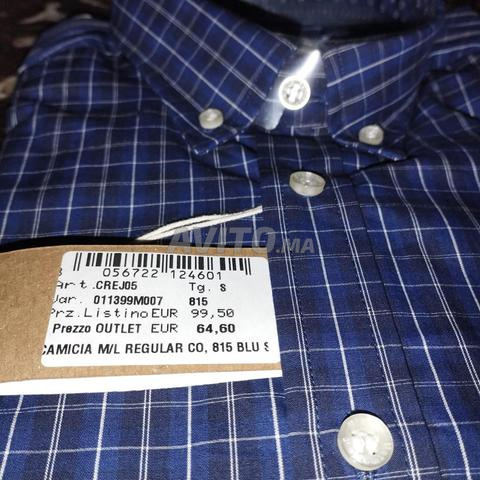 AVITO.MA
8 056722 124601
Art.CREJ05 Tg. S
Var. 011399M007 815
Prz.Listino EUR 99,50
Prezzo OUTLET EUR 64,60
CAMICIA M/L REGULAR CO, 815 BLU S